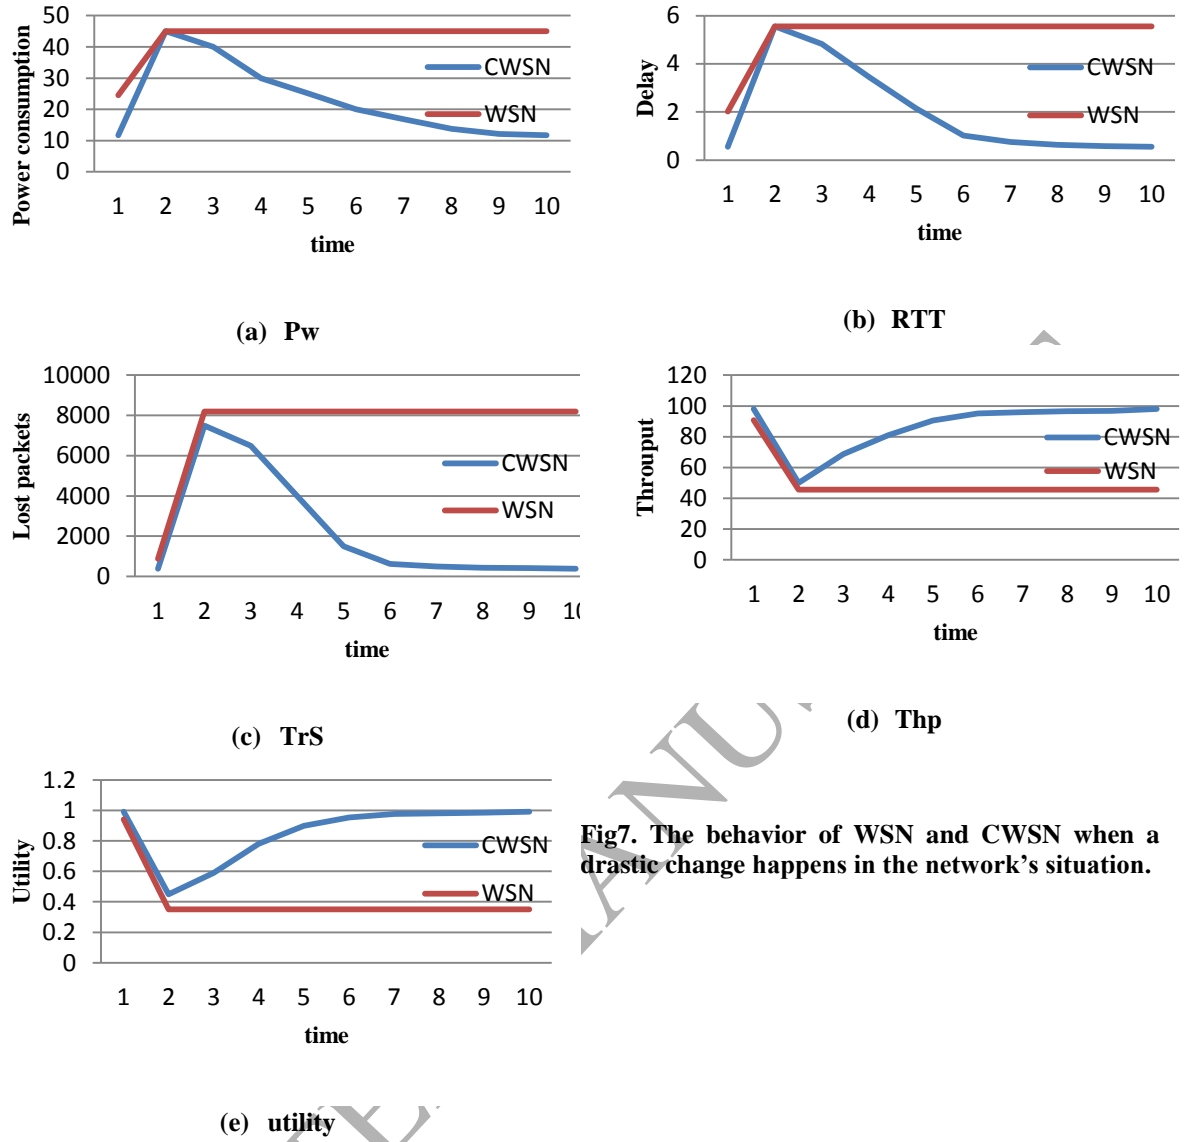 50
40
30
20
10
0
Power consumption
CWSN
WSN
1 2 3 4 5 6 7 8 9 10
time
(a) Pw
6
4
2
0
Delay
CWSN
WSN
1 2 3 4 5 6 7 8 9 10
time
(b) RTT
10000
8000
6000
4000
2000
0
Lost packets
CWSN
WSN
1 2 3 4 5 6 7 8 9 10
time
(c) TrS
120
100
80
60
40
20
0
Throuput
CWSN
WSN
1 2 3 4 5 6 7 8 9 10
time
(d) Thp
1.2
1
0.8
0.6
0.4
0.2
0
Utility
CWSN
WSN
1 2 3 4 5 6 7 8 9 10
time
(e) utility
Fig7. The behavior of WSN and CWSN when a
drastic change happens in the network's situation.